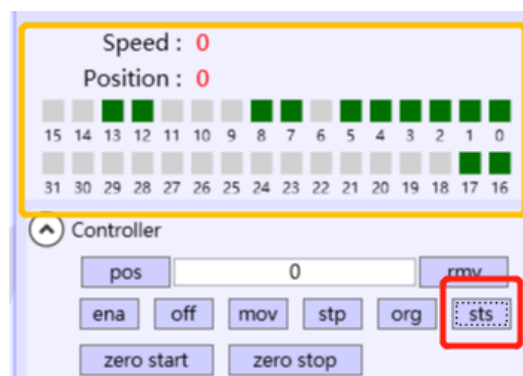 Speed : 0
Position : 0
15 14 13 12 11 10 9 8 7 6 5 4 3 2 1 0
31 30 29 28 27 26 25 24 23 22 21 20 19 18 17 16
Controller
pos 0 rmv
ena off mov stp org sts
zero start zero stop